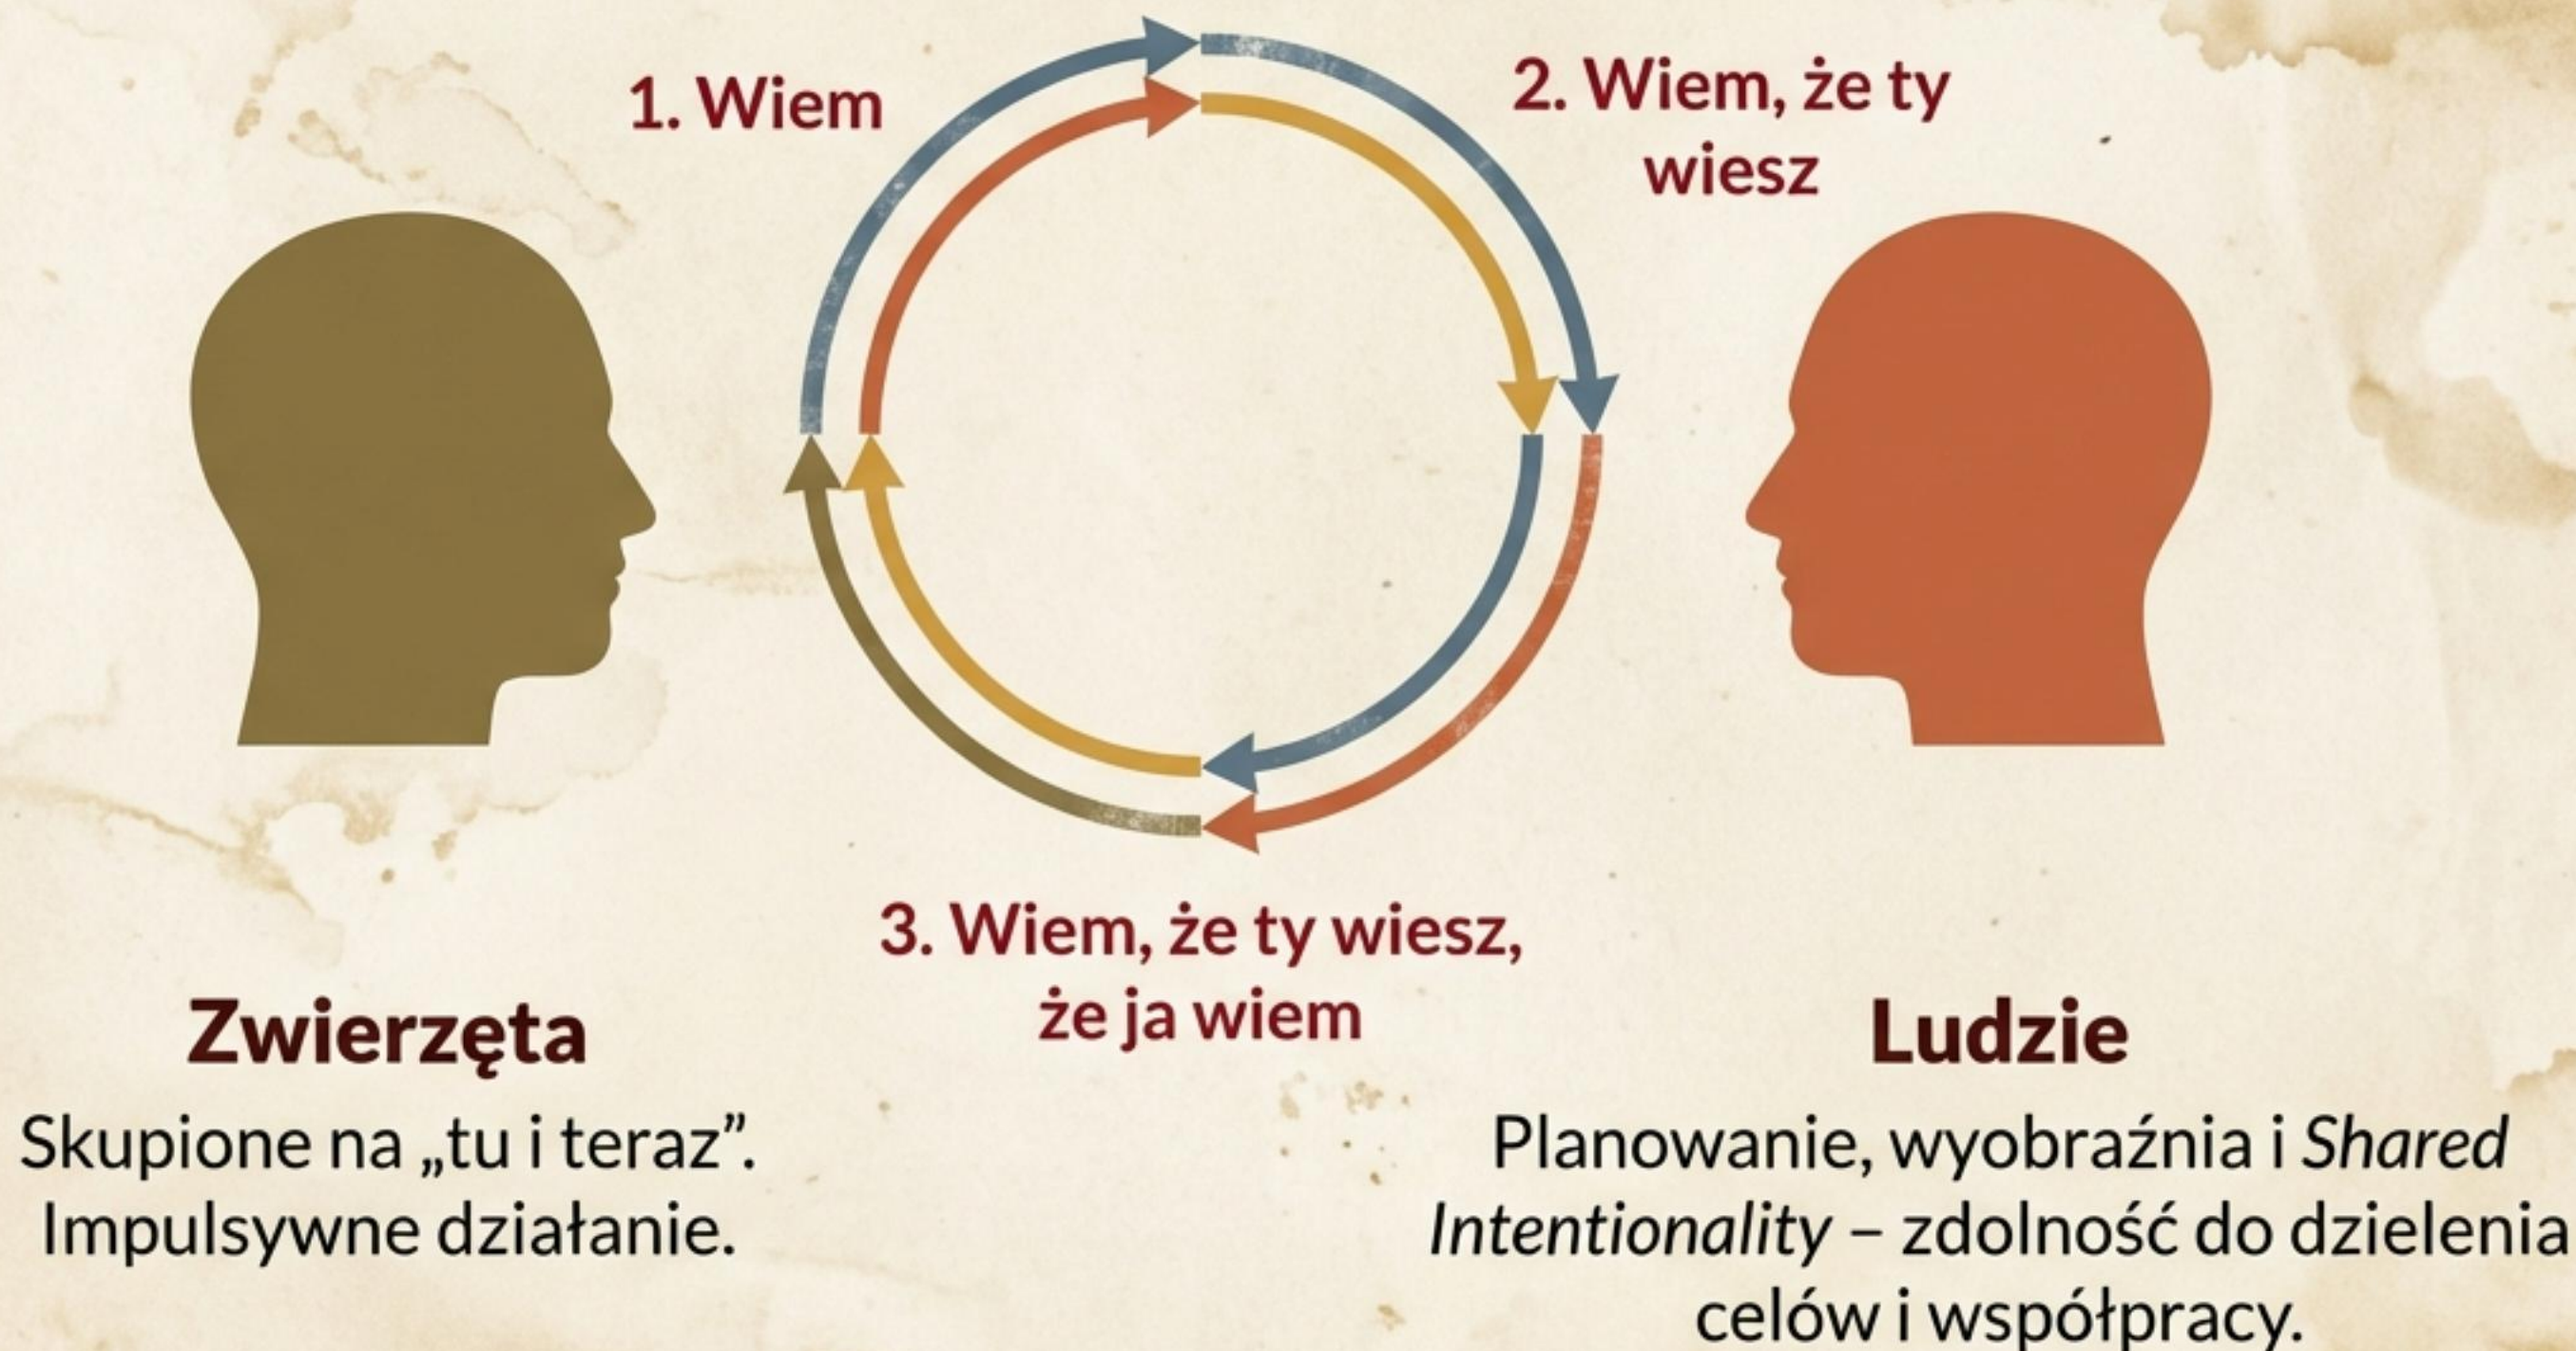 1. Wiem
2. Wiem, że ty
wiesz
3. Wiem, że ty wiesz,
że ja wiem
Zwierzęta
Skupione na „tu i teraz”.
Impulsywne działanie.
Ludzie
Planowanie, wyobraźnia i Shared
Intentionality – zdolność do dzielenia
celów i współpracy.